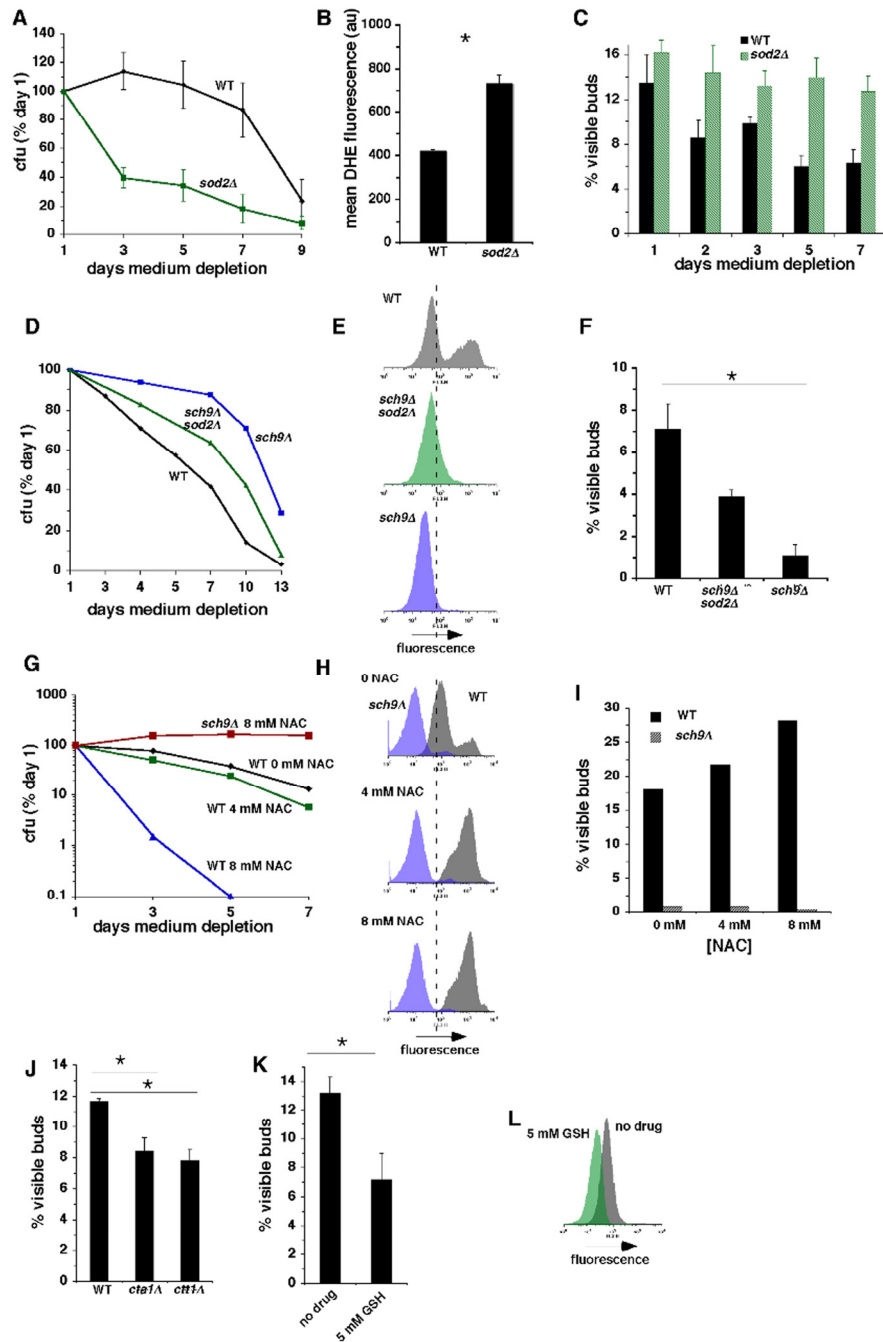 A
cfu (% day 1)
140
120
100
80
60
40
20
0
WT
sod2Δ
1
3
5
7
9
days medium depletion
B
mean DHE fluorescence (au)
1000
800
600
400
200
0
*
WT
sod2Δ
C
% visible buds
16
12
8
4
0
WT
sod2Δ
1
2
3
5
7
days medium depletion
D
cfu (% day 1)
100
80
60
40
20
0
sch9Δ
sod2Δ
sch9Δ
WT
1
3
4
5
7
10
13
days medium depletion
E
WT
sch9Δ
sod2Δ
sch9Δ
fluorescence
F
% visible buds
10
9
8
7
6
5
4
3
2
1
0
*
WT
sch9Δ
sod2Δ
sch9Δ
G
cfu (% day 1)
1000
100
10
1
0.1
sch9Δ 8 mM NAC
WT 0 mM NAC
WT 4 mM NAC
WT 8 mM NAC
1
3
5
7
days medium depletion
H
0 NAC
sch9Δ
WT
4 mM NAC
8 mM NAC
fluorescence
I
% visible buds
30
25
20
15
10
5
0
WT
sch9Δ
0 mM
4 mM
8 mM
[NAC]
J
% visible buds
14
12
10
8
6
4
2
0
*
*
WT
cta1Δ
ctt1Δ
K
% visible buds
14
12
10
8
6
4
2
0
*
no drug
5 mM GSH
L
5 mM GSH
no drug
fluorescence